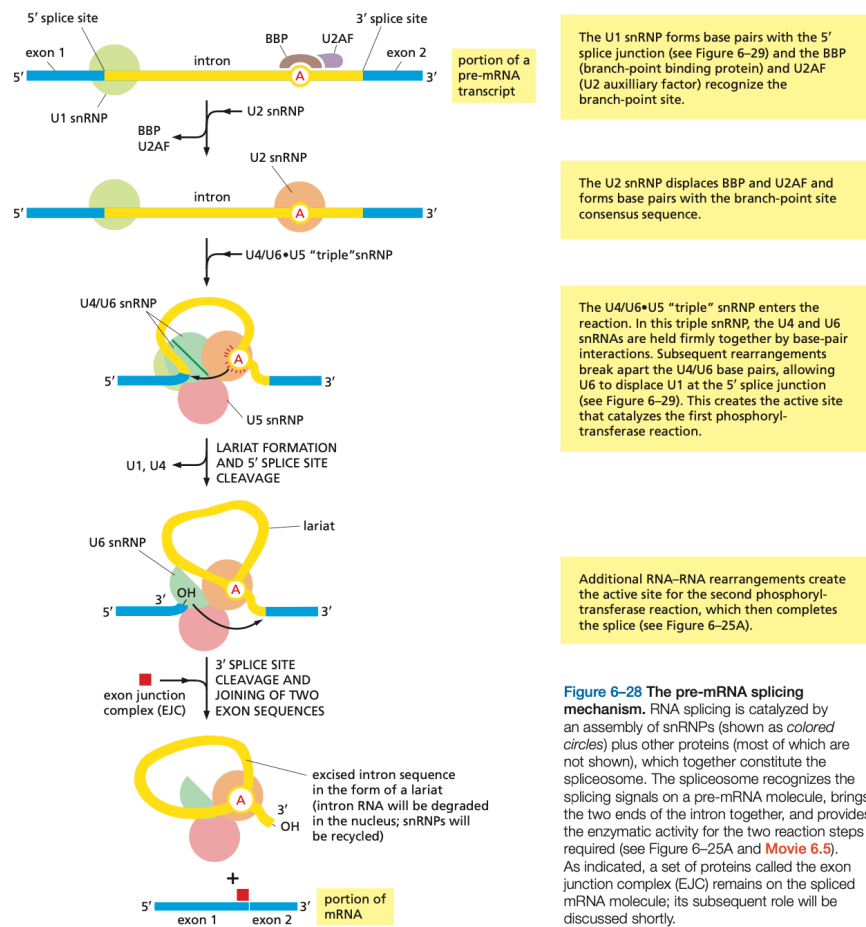 5′ splice site
3′ splice site
exon 1
intron
BBP
U2AF
exon 2
5′
A
3′
U1 snRNP
portion of a
pre-mRNA
transcript
The U1 snRNP forms base pairs with the 5′
splice junction (see Figure 6–29) and the BBP
(branch-point binding protein) and U2AF
(U2 auxilliary factor) recognize the
branch-point site.
BBP
U2AF
U2 snRNP
U2 snRNP
intron
5′
A
3′
The U2 snRNP displaces BBP and U2AF and
forms base pairs with the branch-point site
consensus sequence.
U4/U6•U5 “triple”snRNP
U4/U6 snRNP
A
5′
3′
U5 snRNP
The U4/U6•U5 “triple” snRNP enters the
reaction. In this triple snRNP, the U4 and U6
snRNAs are held firmly together by base-pair
interactions. Subsequent rearrangements
break apart the U4/U6 base pairs, allowing
U6 to displace U1 at the 5′ splice junction
(see Figure 6–29). This creates the active site
that catalyzes the first phosphoryl-
transferase reaction.
U1, U4
LARIAT FORMATION
AND 5′ SPLICE SITE
CLEAVAGE
lariat
U6 snRNP
3′
OH
A
5′
3′
Additional RNA–RNA rearrangements create
the active site for the second phosphoryl-
transferase reaction, which then completes
the splice (see Figure 6–25A).
exon junction
complex (EJC)
3′ SPLICE SITE
CLEAVAGE AND
JOINING OF TWO
EXON SEQUENCES
A
3′
OH
excised intron sequence
in the form of a lariat
(intron RNA will be degraded
in the nucleus; snRNPs will
be recycled)
+
5′
3′
exon 1
exon 2
portion of
mRNA
Figure 6–28 The pre-mRNA splicing
mechanism. RNA splicing is catalyzed by
an assembly of snRNPs (shown as colored
circles) plus other proteins (most of which are
not shown), which together constitute the
spliceosome. The spliceosome recognizes the
splicing signals on a pre-mRNA molecule, brings
the two ends of the intron together, and provides
the enzymatic activity for the two reaction steps
required (see Figure 6–25A and Movie 6.5).
As indicated, a set of proteins called the exon
junction complex (EJC) remains on the spliced
mRNA molecule; its subsequent role will be
discussed shortly.